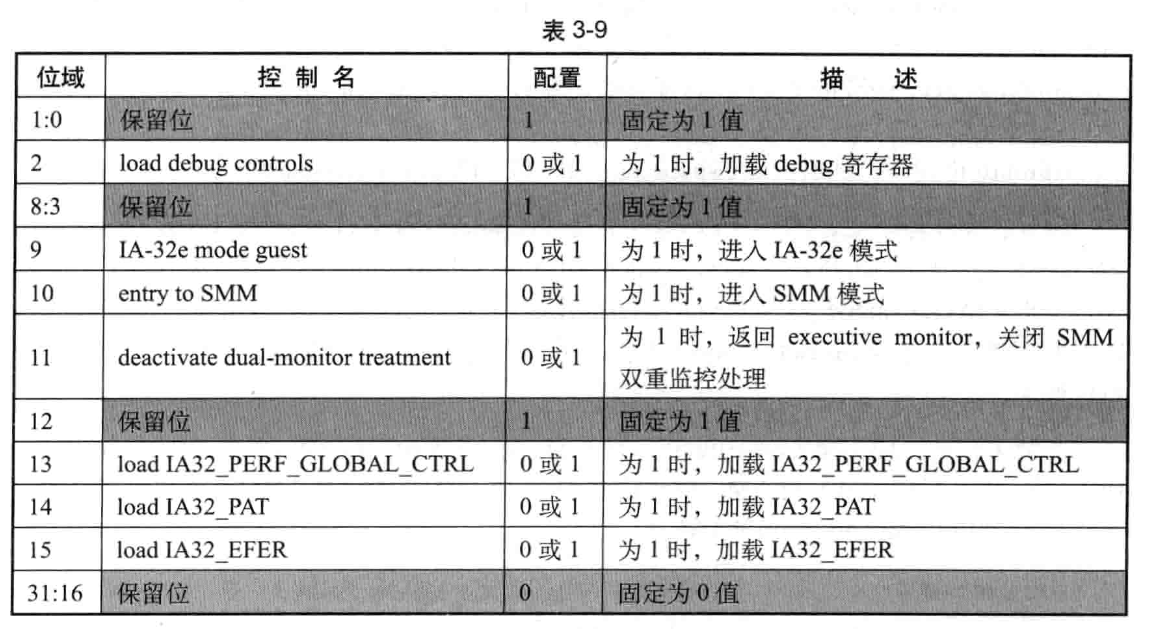 表 3-9
位域 控制名 配置 描述
1:0 保留位 1 固定为 1 值
2 load debug controls 0 或 1 为 1 时，加载 debug 寄存器
8:3 保留位 1 固定为 1 值
9 IA-32e mode guest 0 或 1 为 1 时，进入 IA-32e 模式
10 entry to SMM 0 或 1 为 1 时，进入 SMM 模式
11 deactivate dual-monitor treatment 0 或 1 为 1 时，返回 executive monitor，关闭 SMM
双重监控处理
12 保留位 1 固定为 1 值
13 load IA32_PERF_GLOBAL_CTRL 0 或 1 为 1 时，加载 IA32_PERF_GLOBAL_CTRL
14 load IA32_PAT 0 或 1 为 1 时，加载 IA32_PAT
15 load IA32_EFER 0 或 1 为 1 时，加载 IA32_EFER
31:16 保留位 0 固定为 0 值